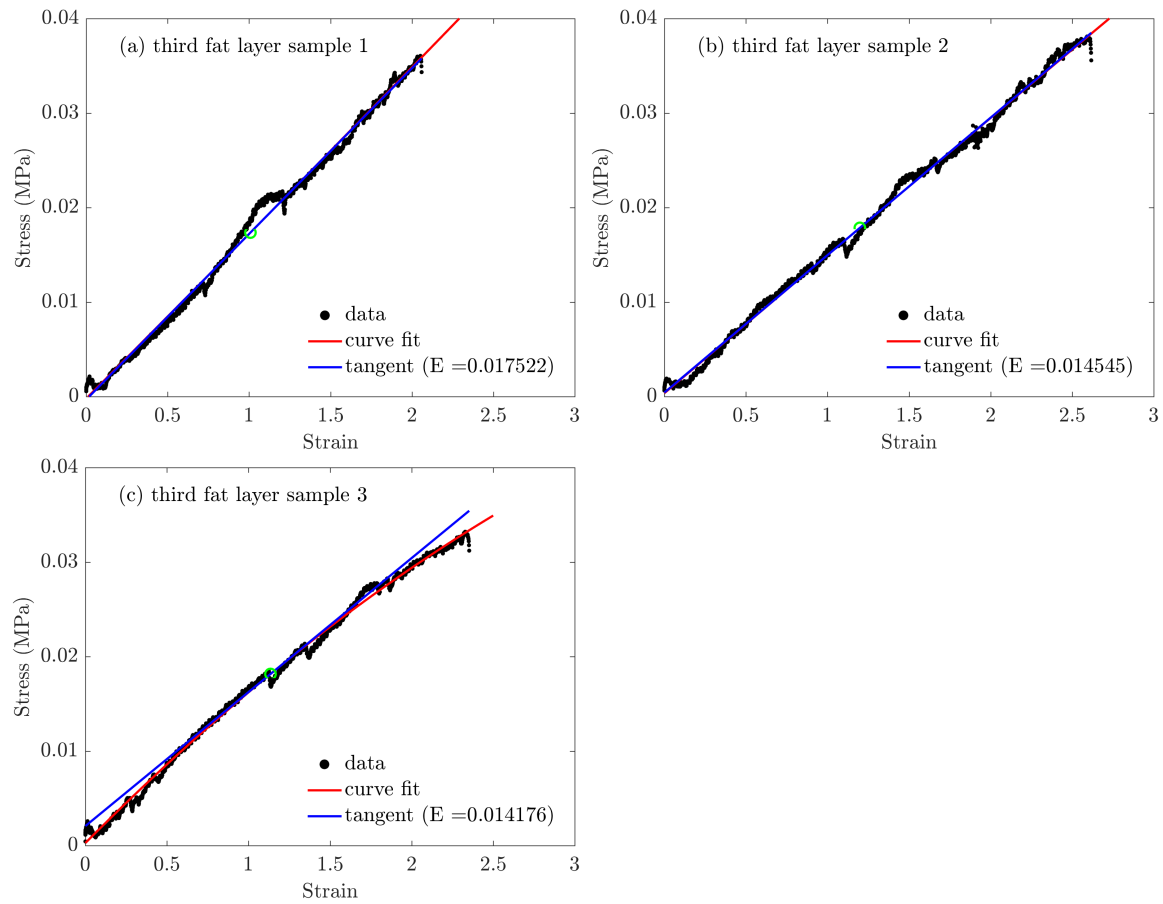 (a) third fat layer sample 1
0.04
0.03
0.02
0.01
0
Stress (MPa)
data
curve fit
tangent (E =0.017522)
0 0.5 1 1.5 2 2.5 3
Strain
(b) third fat layer sample 2
0.04
0.03
0.02
0.01
0
Stress (MPa)
data
curve fit
tangent (E =0.014545)
0 0.5 1 1.5 2 2.5 3
Strain
(c) third fat layer sample 3
0.04
0.03
0.02
0.01
0
Stress (MPa)
data
curve fit
tangent (E =0.014176)
0 0.5 1 1.5 2 2.5 3
Strain